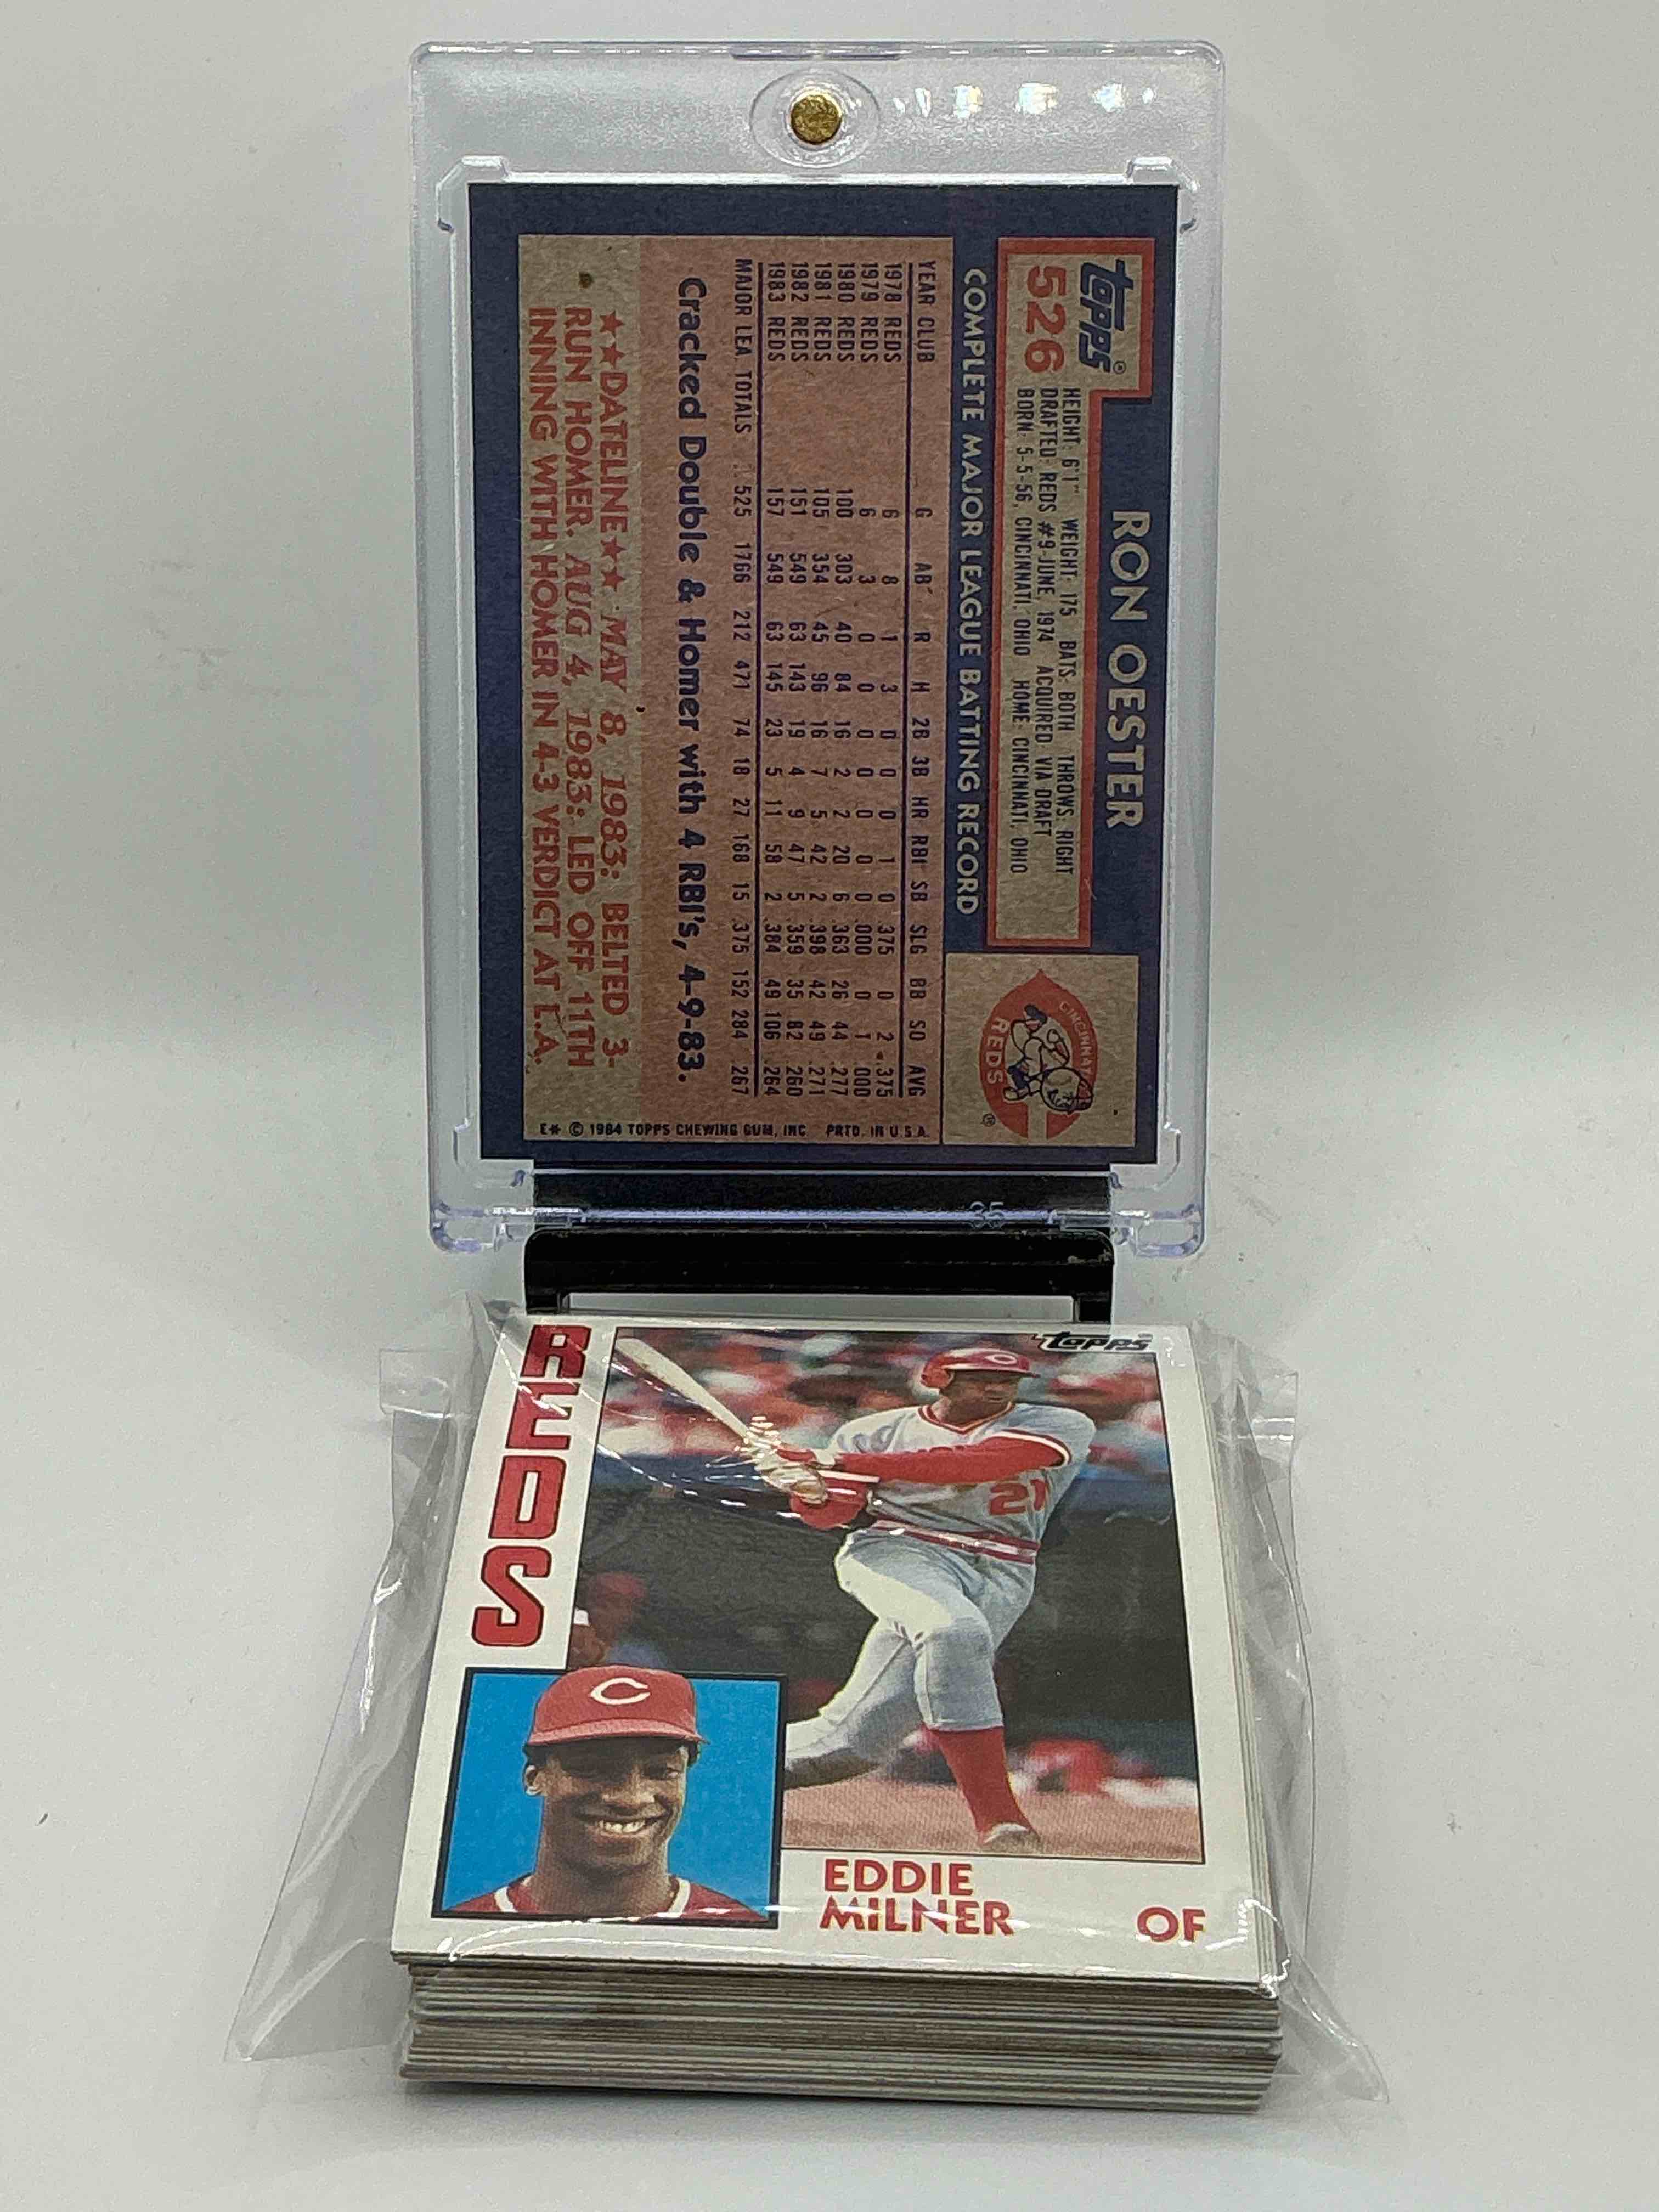 topps®
526
RON OESTER
HEIGHT: 6'1" WEIGHT: 175 BATS: BOTH THROWS: RIGHT
DRAFTED: REDS #9-JUNE, 1974 ACQUIRED: VIA DRAFT
BORN: 5-5-56, CINCINNATI, OHIO HOME: CINCINNATI, OHIO
CINCINNATI
REDS
®
COMPLETE MAJOR LEAGUE BATTING RECORD
YEAR CLUB G AB R H 2B 3B HR RBI SB SLG BB SO AVG
1978 REDS 6 8 1 3 0 0 0 1 0 .375 0 2 .375
1979 REDS 6 3 0 0 0 0 0 0 0 .000 0 1 .000
1980 REDS 100 303 40 84 16 2 2 20 6 .363 26 44 .277
1981 REDS 105 354 45 96 16 7 5 42 2 .398 42 49 .271
1982 REDS 151 549 63 143 19 4 9 47 5 .359 35 82 .260
1983 REDS 157 549 63 145 23 5 11 58 2 .384 49 106 .264
MAJOR LEA. TOTALS 525 1766 212 471 74 18 27 168 15 .375 152 284 .267
Cracked Double & Homer with 4 RBI's, 4-9-83.
★★DATELINE★★ MAY 8, 1983: BELTED 3-
RUN HOMER. AUG 4, 1983: LED OFF 11TH
INNING WITH HOMER IN 4-3 VERDICT AT L.A.
E* © 1984 TOPPS CHEWING GUM, INC. PRTD. IN U.S.A.
topps
REDS
27
C
EDDIE
MILNER
OF